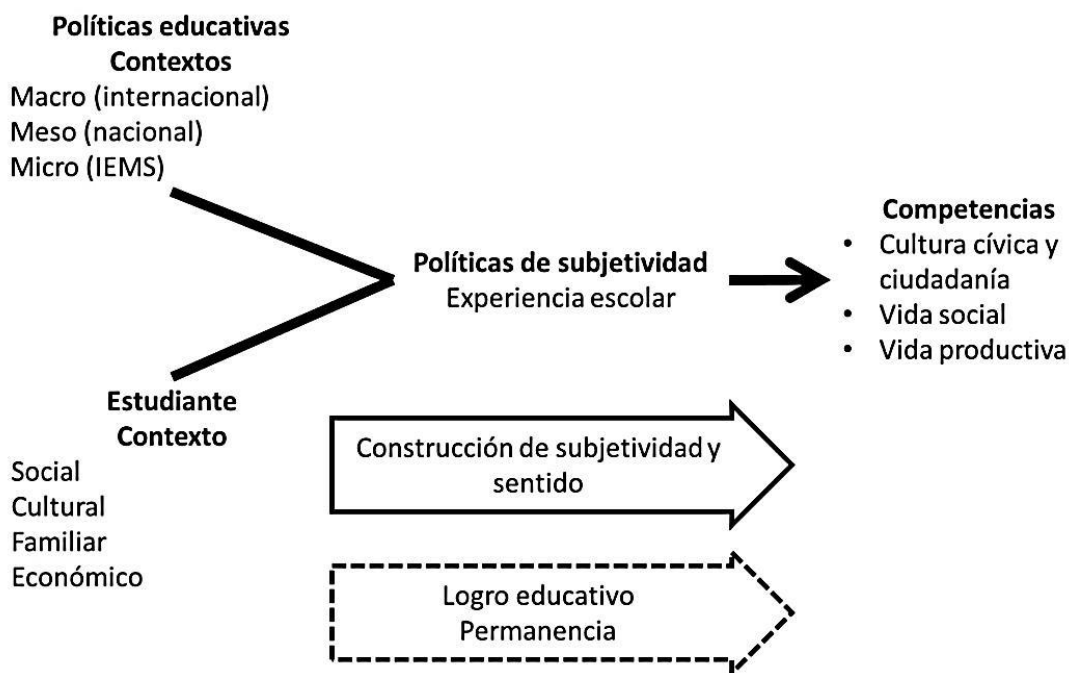 Políticas educativas
Contextos
Macro (internacional)
Meso (nacional)
Micro (IEMS)
Políticas de subjetividad
Experiencia escolar
Competencias
• Cultura cívica y
ciudadanía
• Vida social
• Vida productiva
Estudiante
Contexto
Social
Cultural
Familiar
Económico
Construcción de subjetividad y
sentido
Logro educativo
Permanencia